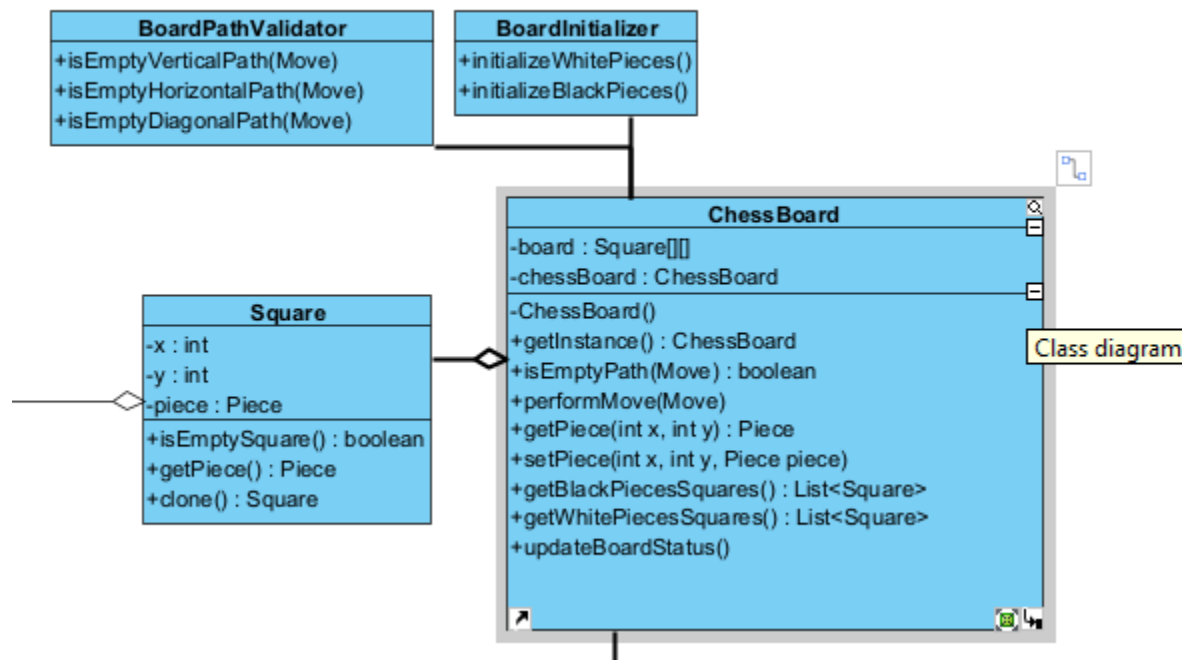 BoardPathValidator
+isEmptyVerticalPath(Move)
+isEmptyHorizontalPath(Move)
+isEmptyDiagonalPath(Move)
BoardInitializer
+initializeWhitePieces()
+initializeBlackPieces()
ChessBoard
-board : Square[][]
-chessBoard : ChessBoard
-ChessBoard()
+getInstance() : ChessBoard
+isEmptyPath(Move) : boolean
+performMove(Move)
+getPiece(int x, int y) : Piece
+setPiece(int x, int y, Piece piece)
+getBlackPiecesSquares() : List<Square>
+getWhitePiecesSquares() : List<Square>
+updateBoardStatus()
Square
-x : int
-y : int
-piece : Piece
+isEmptySquare() : boolean
+getPiece() : Piece
+clone() : Square
Class diagram